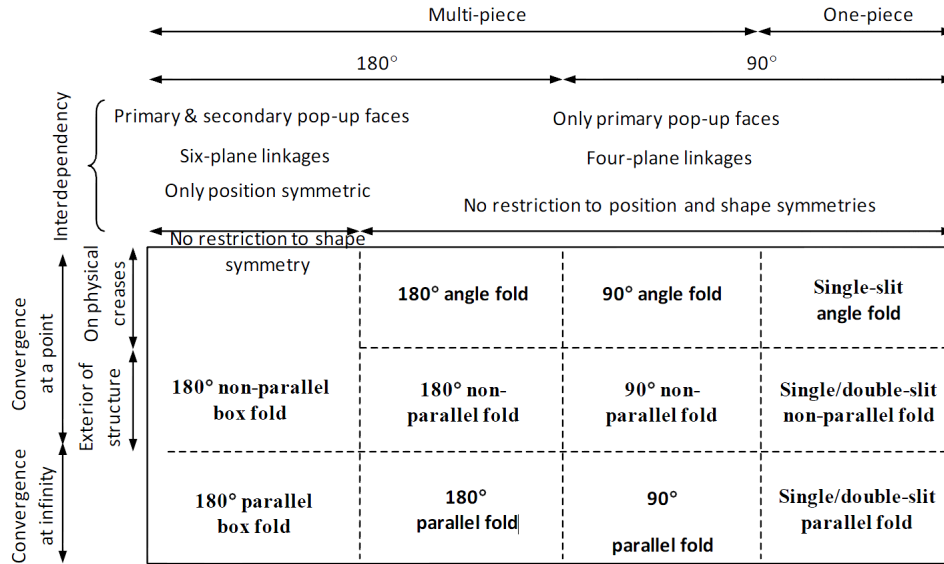 Multi-piece
One-piece
180°
90°
Interdependency
Primary & secondary pop-up faces
Only primary pop-up faces
Six-plane linkages
Four-plane linkages
Only position symmetric
No restriction to position and shape symmetries
No restriction to shape
symmetry
Convergence
at a point
On physical
creases
180° angle fold
90° angle fold
Single-slit
angle fold
Exterior of
structure
180° non-parallel
box fold
180° non-
parallel fold
90° non-
parallel fold
Single/double-slit
non-parallel fold
Convergence
at infinity
180° parallel
box fold
180°
parallel fold
90°
parallel fold
Single/double-slit
parallel fold